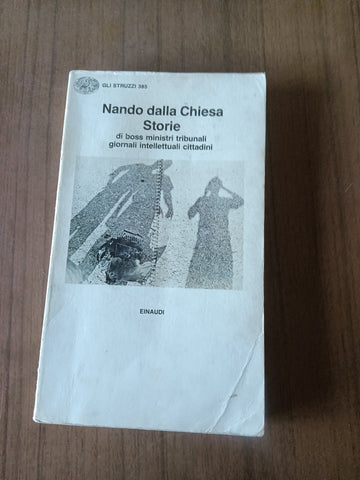 GLI STRUZZI 385
Nando dalla Chiesa
Storie
di boss ministri tribunali
giornali intellettuali cittadini
EINAUDI